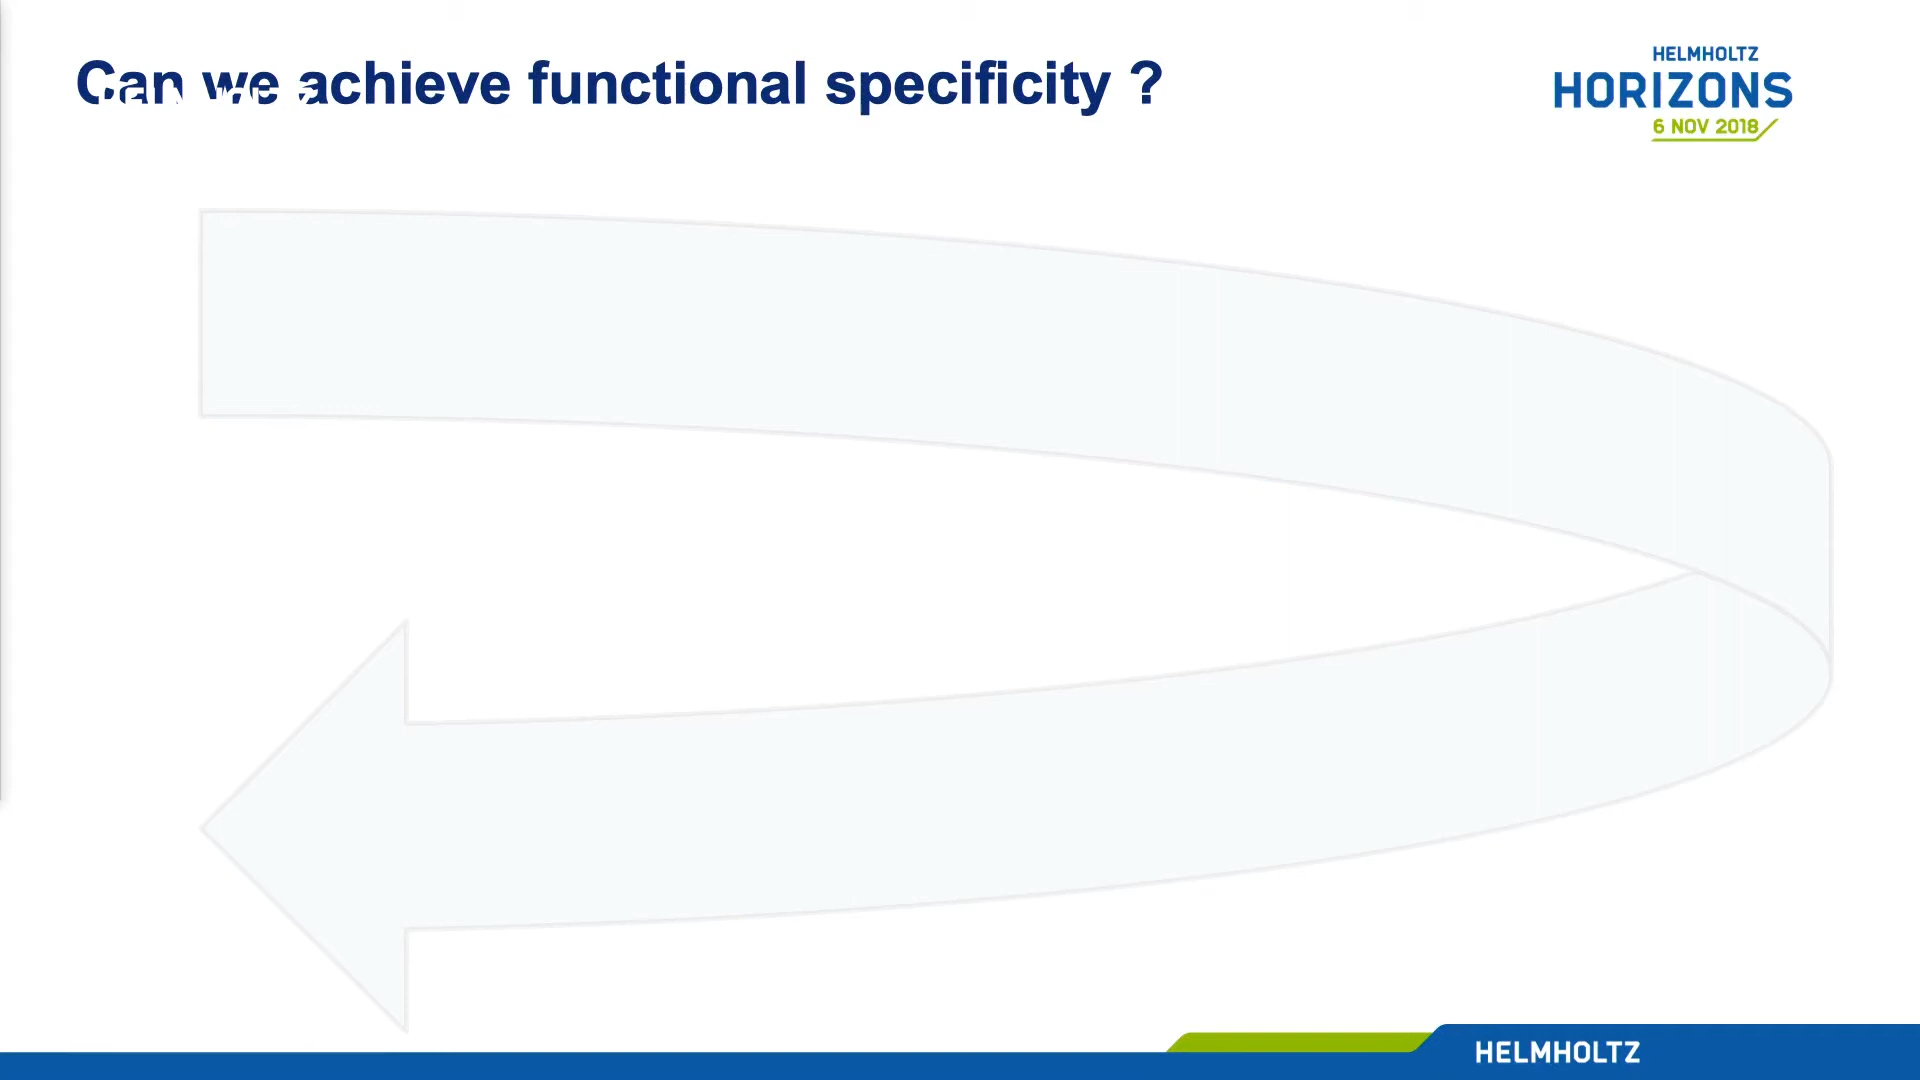 Can we achieve functional specificity ?
HELMHOLTZ
HORIZONS
6 NOV 2018
HELMHOLTZ